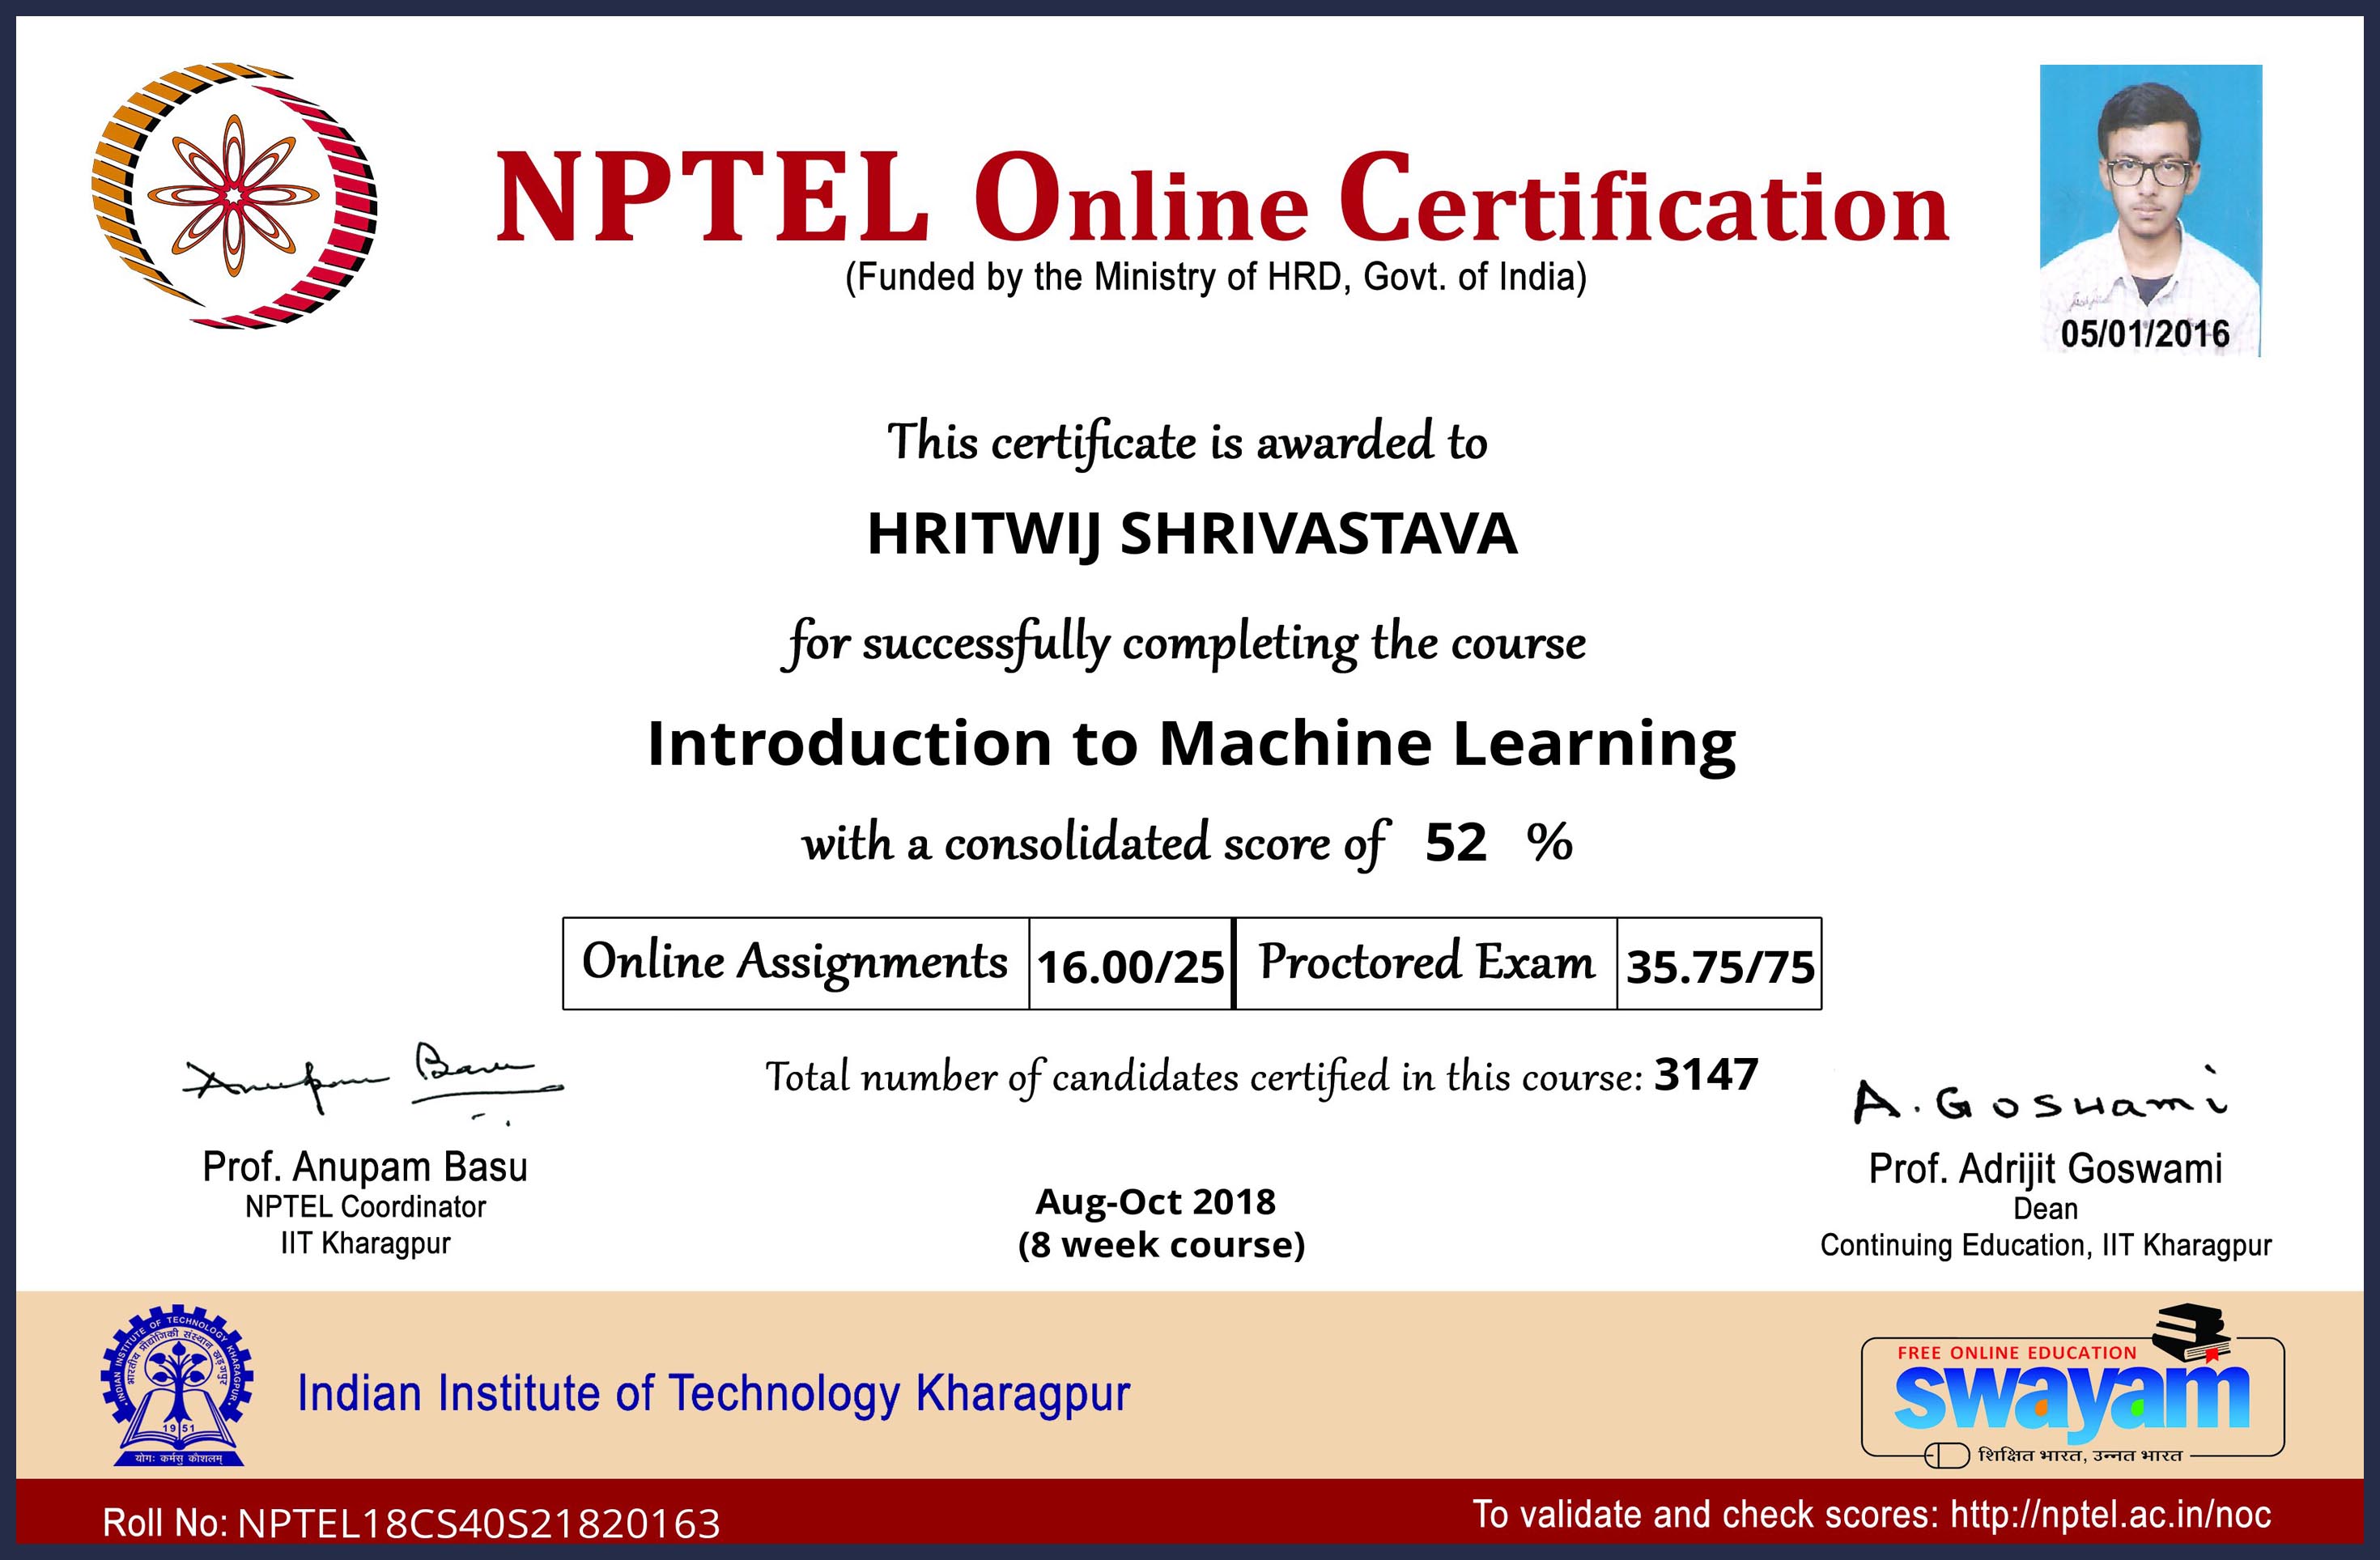 NPTEL Online Certification
(Funded by the Ministry of HRD, Govt. of India)
05/01/2016
This certificate is awarded to
HRITWIJ SHRIVASTAVA
for successfully completing the course
Introduction to Machine Learning
with a consolidated score of 52 %
Online Assignments 16.00/25 Proctored Exam 35.75/75
Total number of candidates certified in this course: 3147
Anupam Basu
A. Goswami
Prof. Anupam Basu
NPTEL Coordinator
IIT Kharagpur
Aug-Oct 2018
(8 week course)
Prof. Adrijit Goswami
Dean
Continuing Education, IIT Kharagpur
INDIAN INSTITUTE OF TECHNOLOGY KHARAGPUR
भारतीय प्रौद्योगिकी संस्थान खड़गपुर
1951
योगः कर्मसु कौशलम्
Indian Institute of Technology Kharagpur
FREE ONLINE EDUCATION
swayam
शिक्षित भारत, उन्नत भारत
Roll No: NPTEL18CS40S21820163
To validate and check scores: http://nptel.ac.in/noc